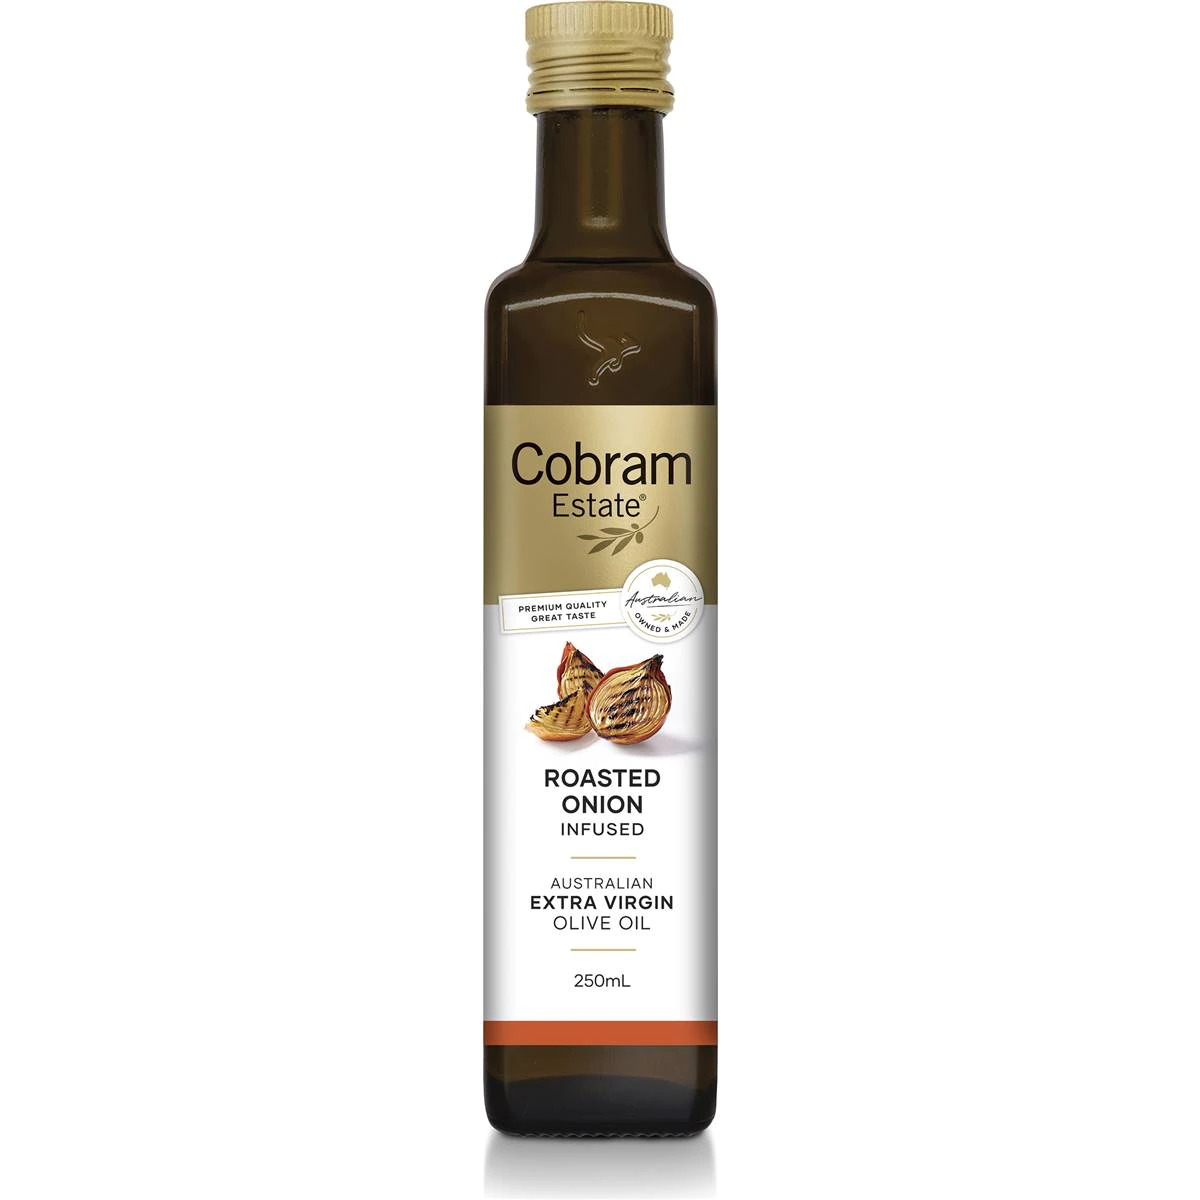 Cobram
Estate®
PREMIUM QUALITY
GREAT TASTE
Australian
OWNED & MADE
ROASTED
ONION
INFUSED
AUSTRALIAN
EXTRA VIRGIN
OLIVE OIL
250mL